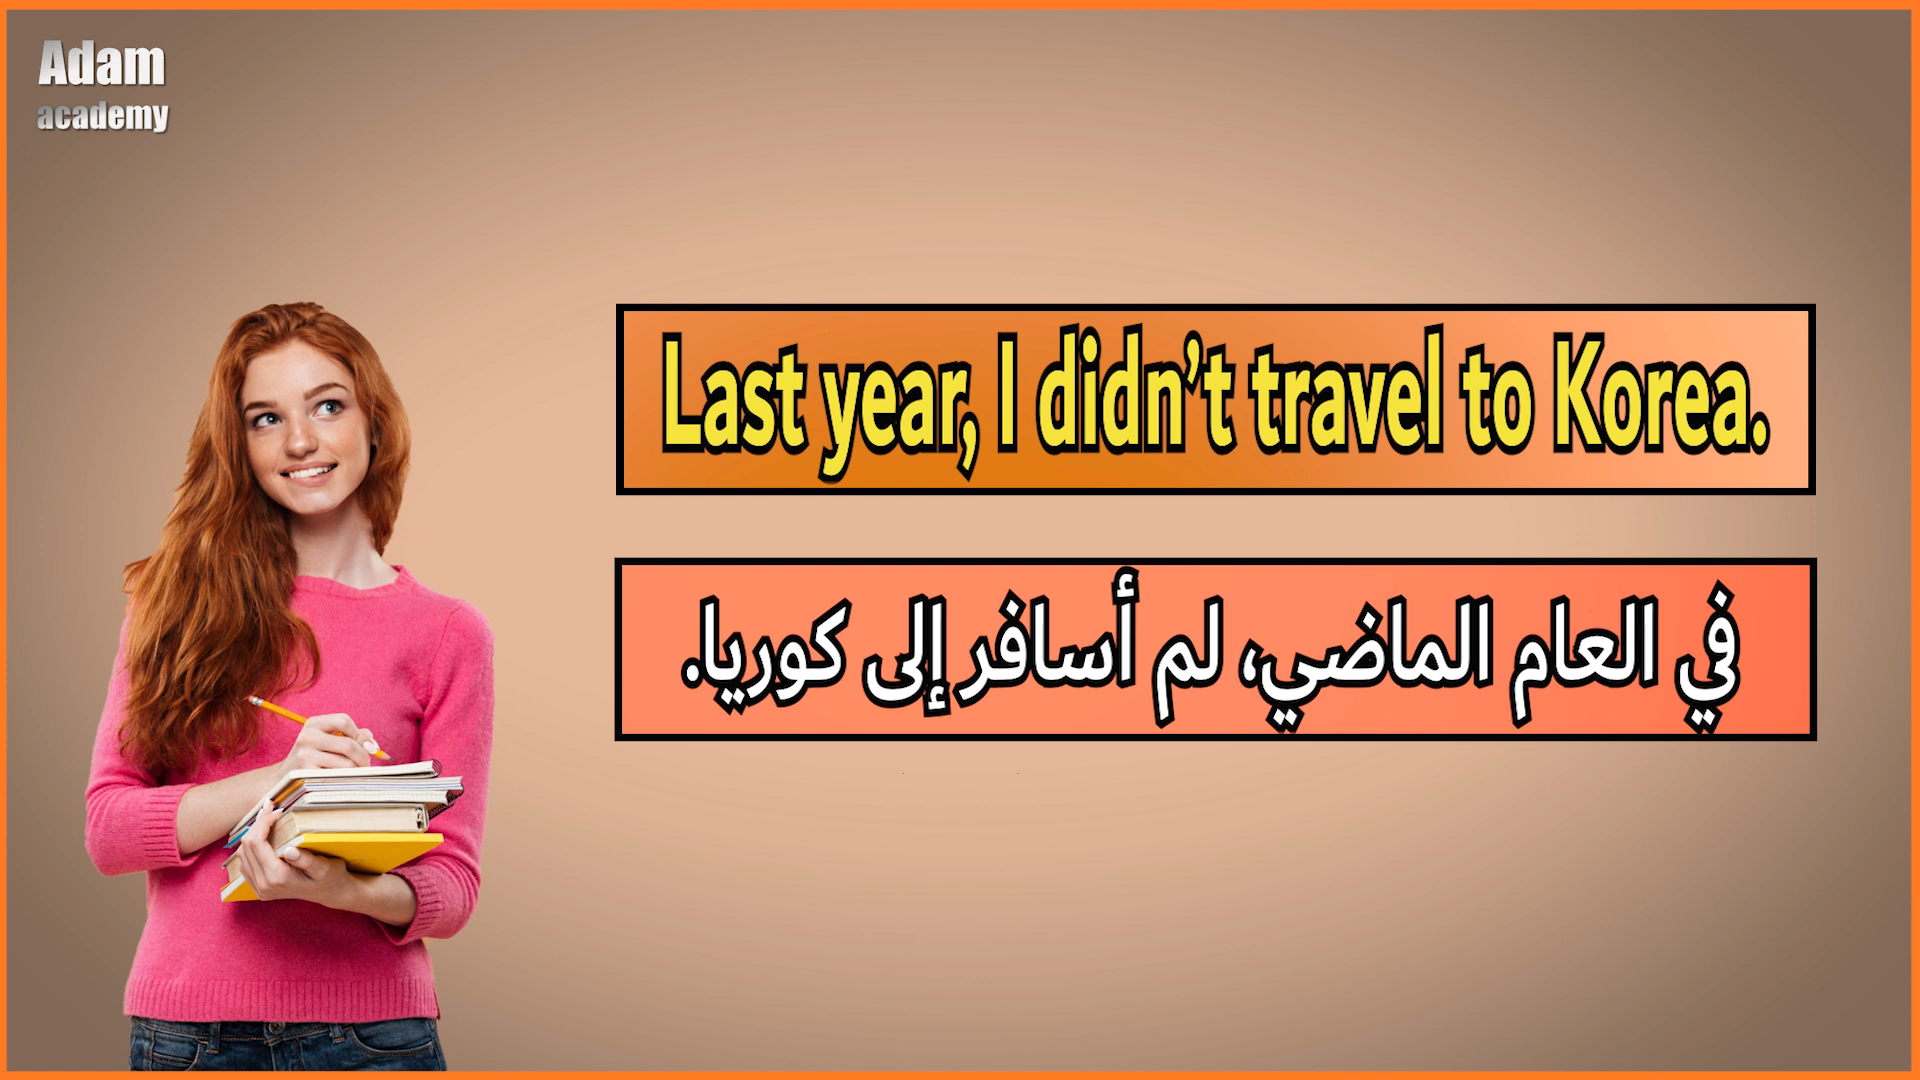 Adam
academy
Last year, I didn’t travel to Korea.
في العام الماضي، لم أسافر إلى كوريا.